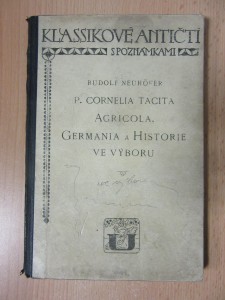 KLASSIKOVÉ ANTIČTÍ
S POZNÁMKAMI
RUDOLF NEUHÖFER
P. CORNELIA TACITA
AGRICOLA,
GERMANIA A HISTORIE
VE VÝBORU